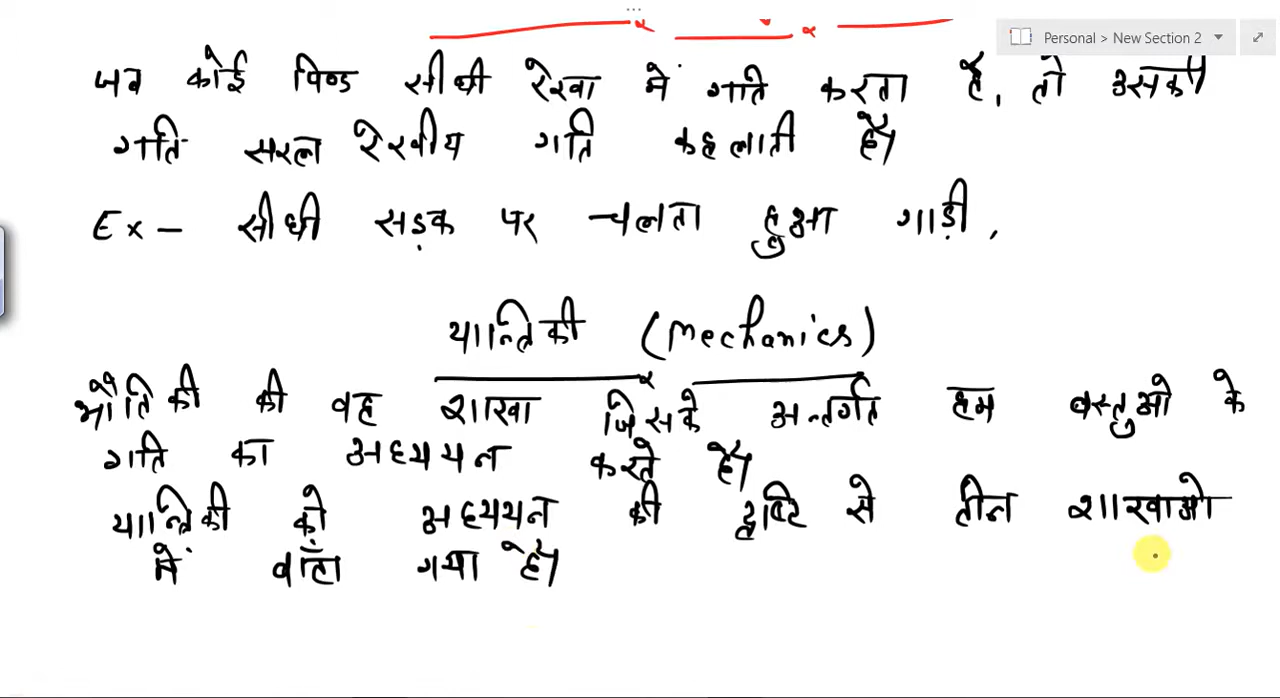 Personal > New Section 2
जब कोई पिण्ड सीधी रेखा में गति करता है, तो उसकी
गति सरल रेखीय गति कहलाती है।
Ex - सीधी सड़क पर चलता हुआ गाड़ी,
यान्त्रिकी (Mechanics)
भौतिकी की वह शाखा जिसके अन्तर्गत हम वस्तुओ के
गति का अध्ययन करते है।
यान्त्रिकी को अध्ययन की दृष्टि से तीन शाखाओ
में बाँटा गया है।